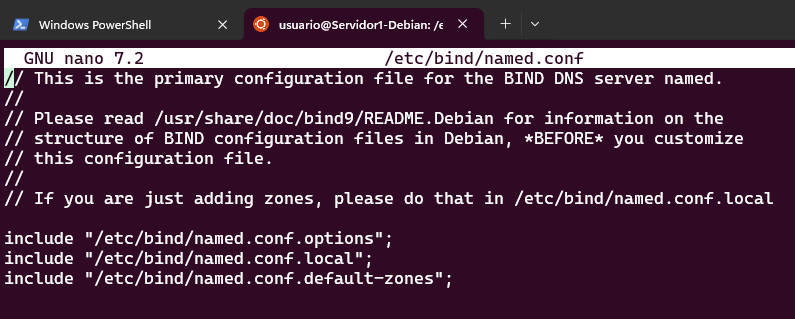 Windows PowerShell
usuario@Servidor1-Debian: /e
GNU nano 7.2 /etc/bind/named.conf
// This is the primary configuration file for the BIND DNS server named.
//
// Please read /usr/share/doc/bind9/README.Debian for information on the
// structure of BIND configuration files in Debian, *BEFORE* you customize
// this configuration file.
//
// If you are just adding zones, please do that in /etc/bind/named.conf.local
include "/etc/bind/named.conf.options";
include "/etc/bind/named.conf.local";
include "/etc/bind/named.conf.default-zones";